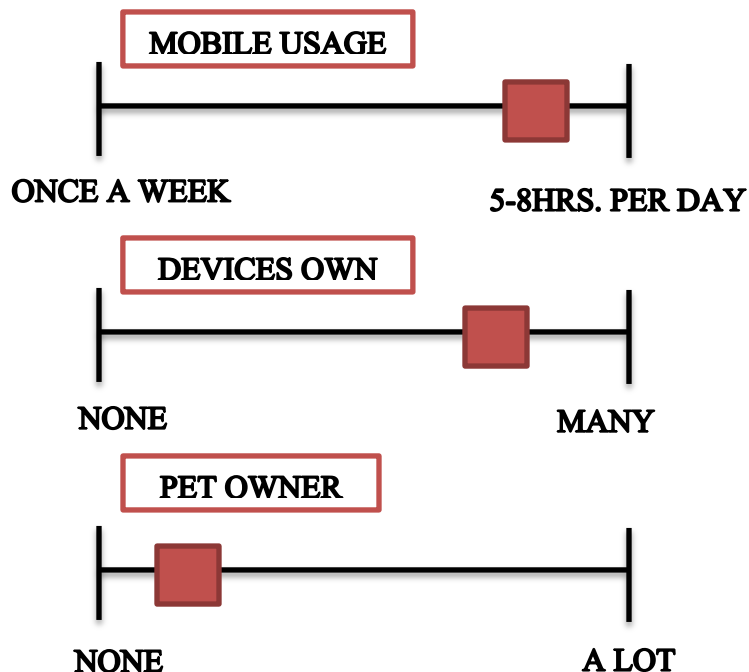 MOBILE USAGE
ONCE A WEEK
5-8HRS. PER DAY
DEVICES OWN
NONE
MANY
PET OWNER
NONE
A LOT